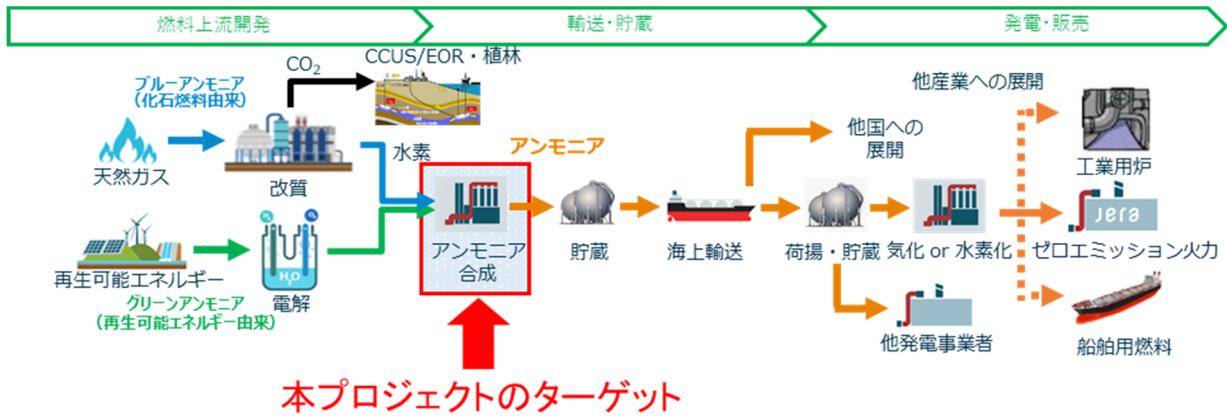 燃料上流開発
輸送・貯蔵
発電・販売
CO2
CCUS/EOR・植林
ブルーアンモニア
（化石燃料由来）
天然ガス
改質
水素
再生可能エネルギー
グリーンアンモニア
（再生可能エネルギー由来）
H2
O2
H2O
電解
アンモニア
合成
アンモニア
貯蔵
海上輸送
他国への
展開
荷揚・貯蔵
気化 or 水素化
他発電事業者
他産業への展開
工業用炉
Jera
ゼロエミッション火力
船舶用燃料
本プロジェクトのターゲット